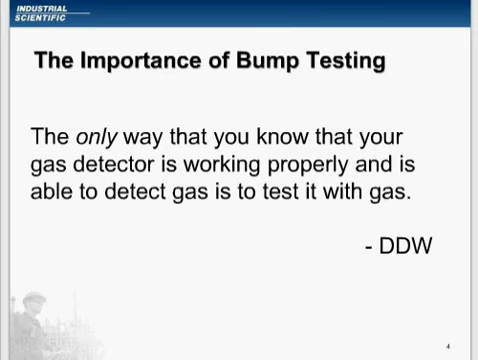 INDUSTRIAL
SCIENTIFIC
The Importance of Bump Testing
The only way that you know that your
gas detector is working properly and is
able to detect gas is to test it with gas.
- DDW
4